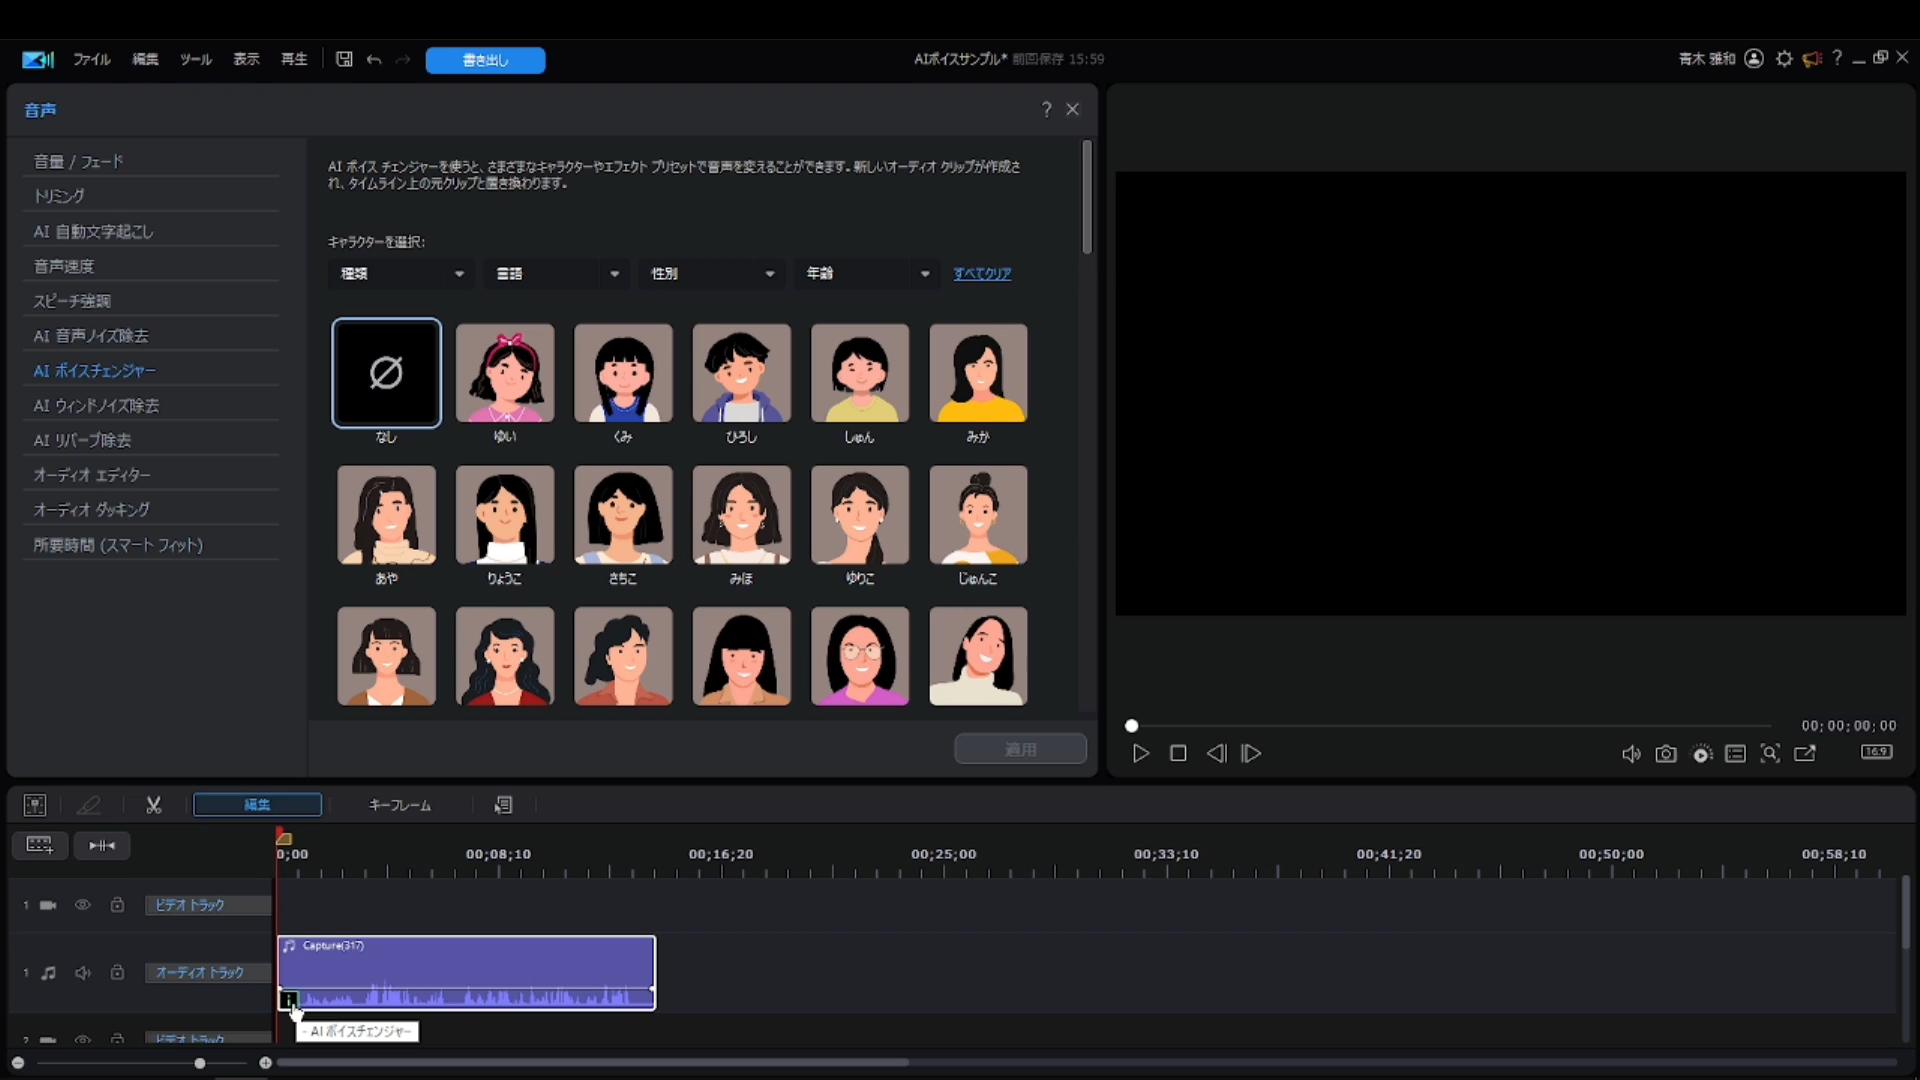 ファイル 編集 ツール 表示 再生 書き出し AIボイスサンプル* 前回保存 15:59 青木 雅和 ?
音声 ?
音量 / フェード
トリミング
AI 自動文字起こし
音声速度
スピーチ強調
AI 音声ノイズ除去
AI ボイスチェンジャー
AI ウィンドノイズ除去
AI リバーブ除去
オーディオ エディター
オーディオ ダッキング
所要時間 (スマート フィット)
AI ボイス チェンジャーを使うと、さまざまなキャラクターやエフェクト プリセットで音声を変えることができます。新しいオーディオ クリップが作成さ
れ、タイムライン上の元クリップと置き換わります。
キャラクターを選択:
種類 言語 性別 年齢 すべてクリア
なし ゆい くみ ひろし しゅん みか
あや りょうこ さちこ みほ ゆりこ じゅんこ
適用
00;00;00;00
16:9
編集 キーフレーム
0;00 00;08;10 00;16;20 00;25;00 00;33;10 00;41;20 00;50;00 00;58;10
1 ビデオ トラック
Capture(317)
1 オーディオ トラック
i
- AI ボイスチェンジャー
2 ビデオ トラック